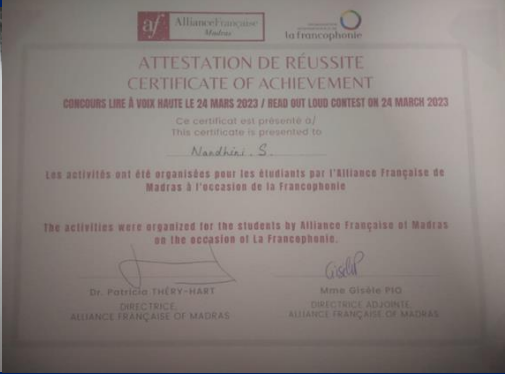 af AllianceFrançaise
Madras
la francophonie
ATTESTATION DE RÉUSSITE
CERTIFICATE OF ACHIEVEMENT
CONCOURS LIRE À VOIX HAUTE LE 24 MARS 2023 / READ OUT LOUD CONTEST ON 24 MARCH 2023
Ce certificat est présenté à/
This certificate is presented to
Nandhini. S.
Les activités ont été organisées pour les étudiants par l'Alliance Française de
Madras à l'occasion de la Francophonie
The activities were organized for the students by Alliance Française of Madras
on the occasion of La Francophonie.
GisèleP
Dr. Patricia THÉRY-HART
Mme Gisèle PIO
DIRECTRICE,
ALLIANCE FRANÇAISE OF MADRAS
DIRECTRICE ADJOINTE,
ALLIANCE FRANÇAISE OF MADRAS